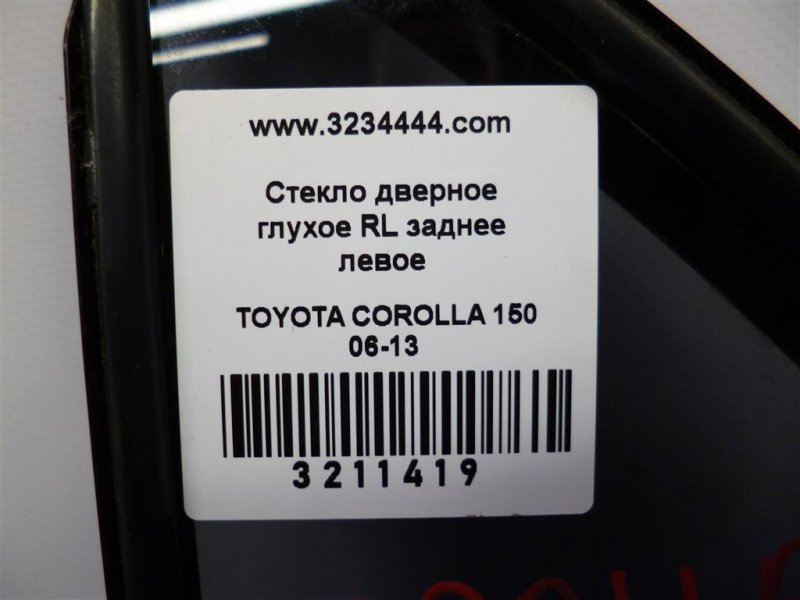 www.3234444.com
Стекло дверное
глухое RL заднее
левое
TOYOTA COROLLA 150
06-13
3211419